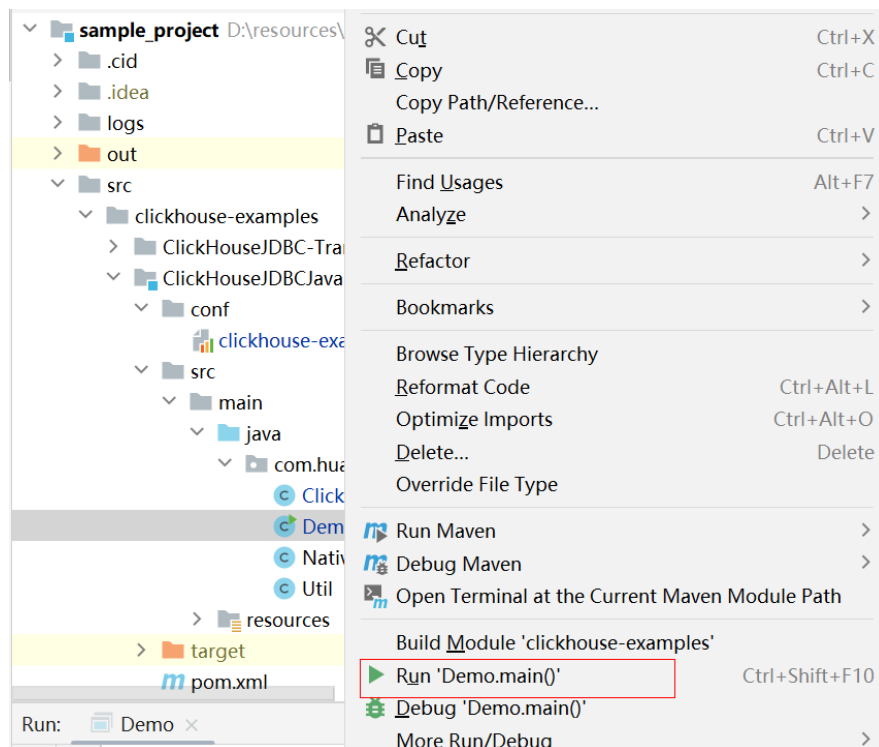 sample_project D:\resources\
.cid
.idea
logs
out
src
clickhouse-examples
ClickHouseJDBC-Tra
ClickHouseJDBCJava
conf
clickhouse-exa
src
main
java
com.hua
Click
Dem
Nativ
Util
resources
target
pom.xml
Run: Demo
Cut Ctrl+X
Copy Ctrl+C
Copy Path/Reference...
Paste Ctrl+V
Find Usages Alt+F7
Analyze
Refactor
Bookmarks
Browse Type Hierarchy
Reformat Code Ctrl+Alt+L
Optimize Imports Ctrl+Alt+O
Delete... Delete
Override File Type
Run Maven
Debug Maven
Open Terminal at the Current Maven Module Path
Build Module 'clickhouse-examples'
Run 'Demo.main()' Ctrl+Shift+F10
Debug 'Demo.main()'
More Run/Debug